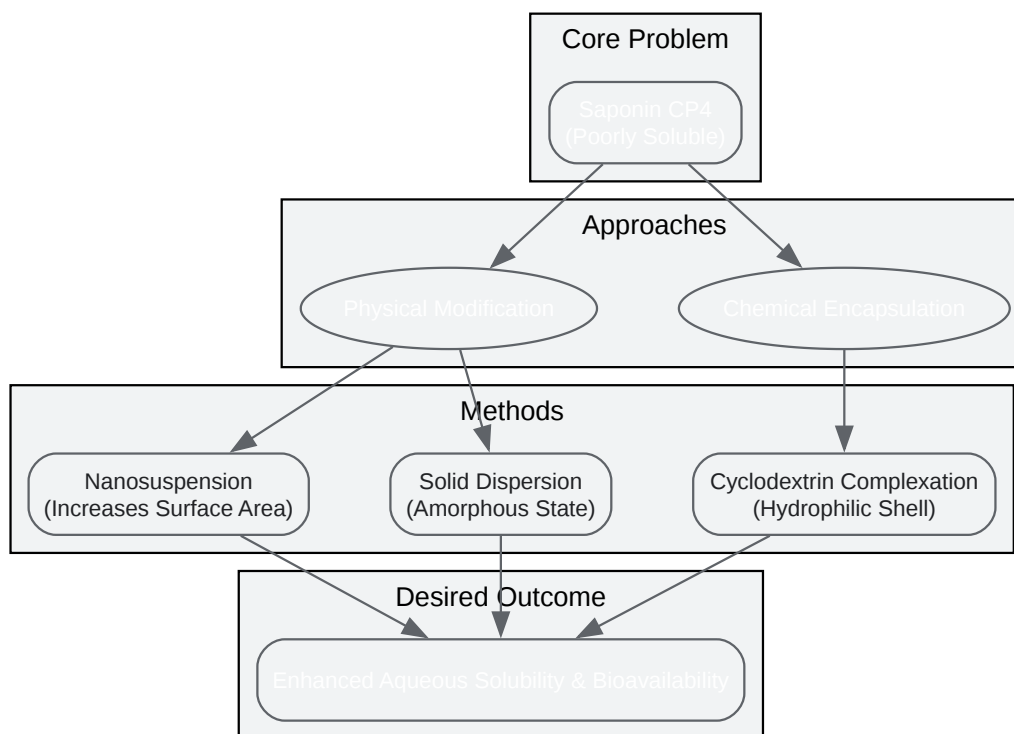 Core Problem
Saponin CP4
(Poorly Soluble)
Approaches
Physical Modification
Chemical Encapsulation
Methods
Nanosuspension
(Increases Surface Area)
Solid Dispersion
(Amorphous State)
Cyclodextrin Complexation
(Hydrophilic Shell)
Desired Outcome
Enhanced Aqueous Solubility & Bioavailability